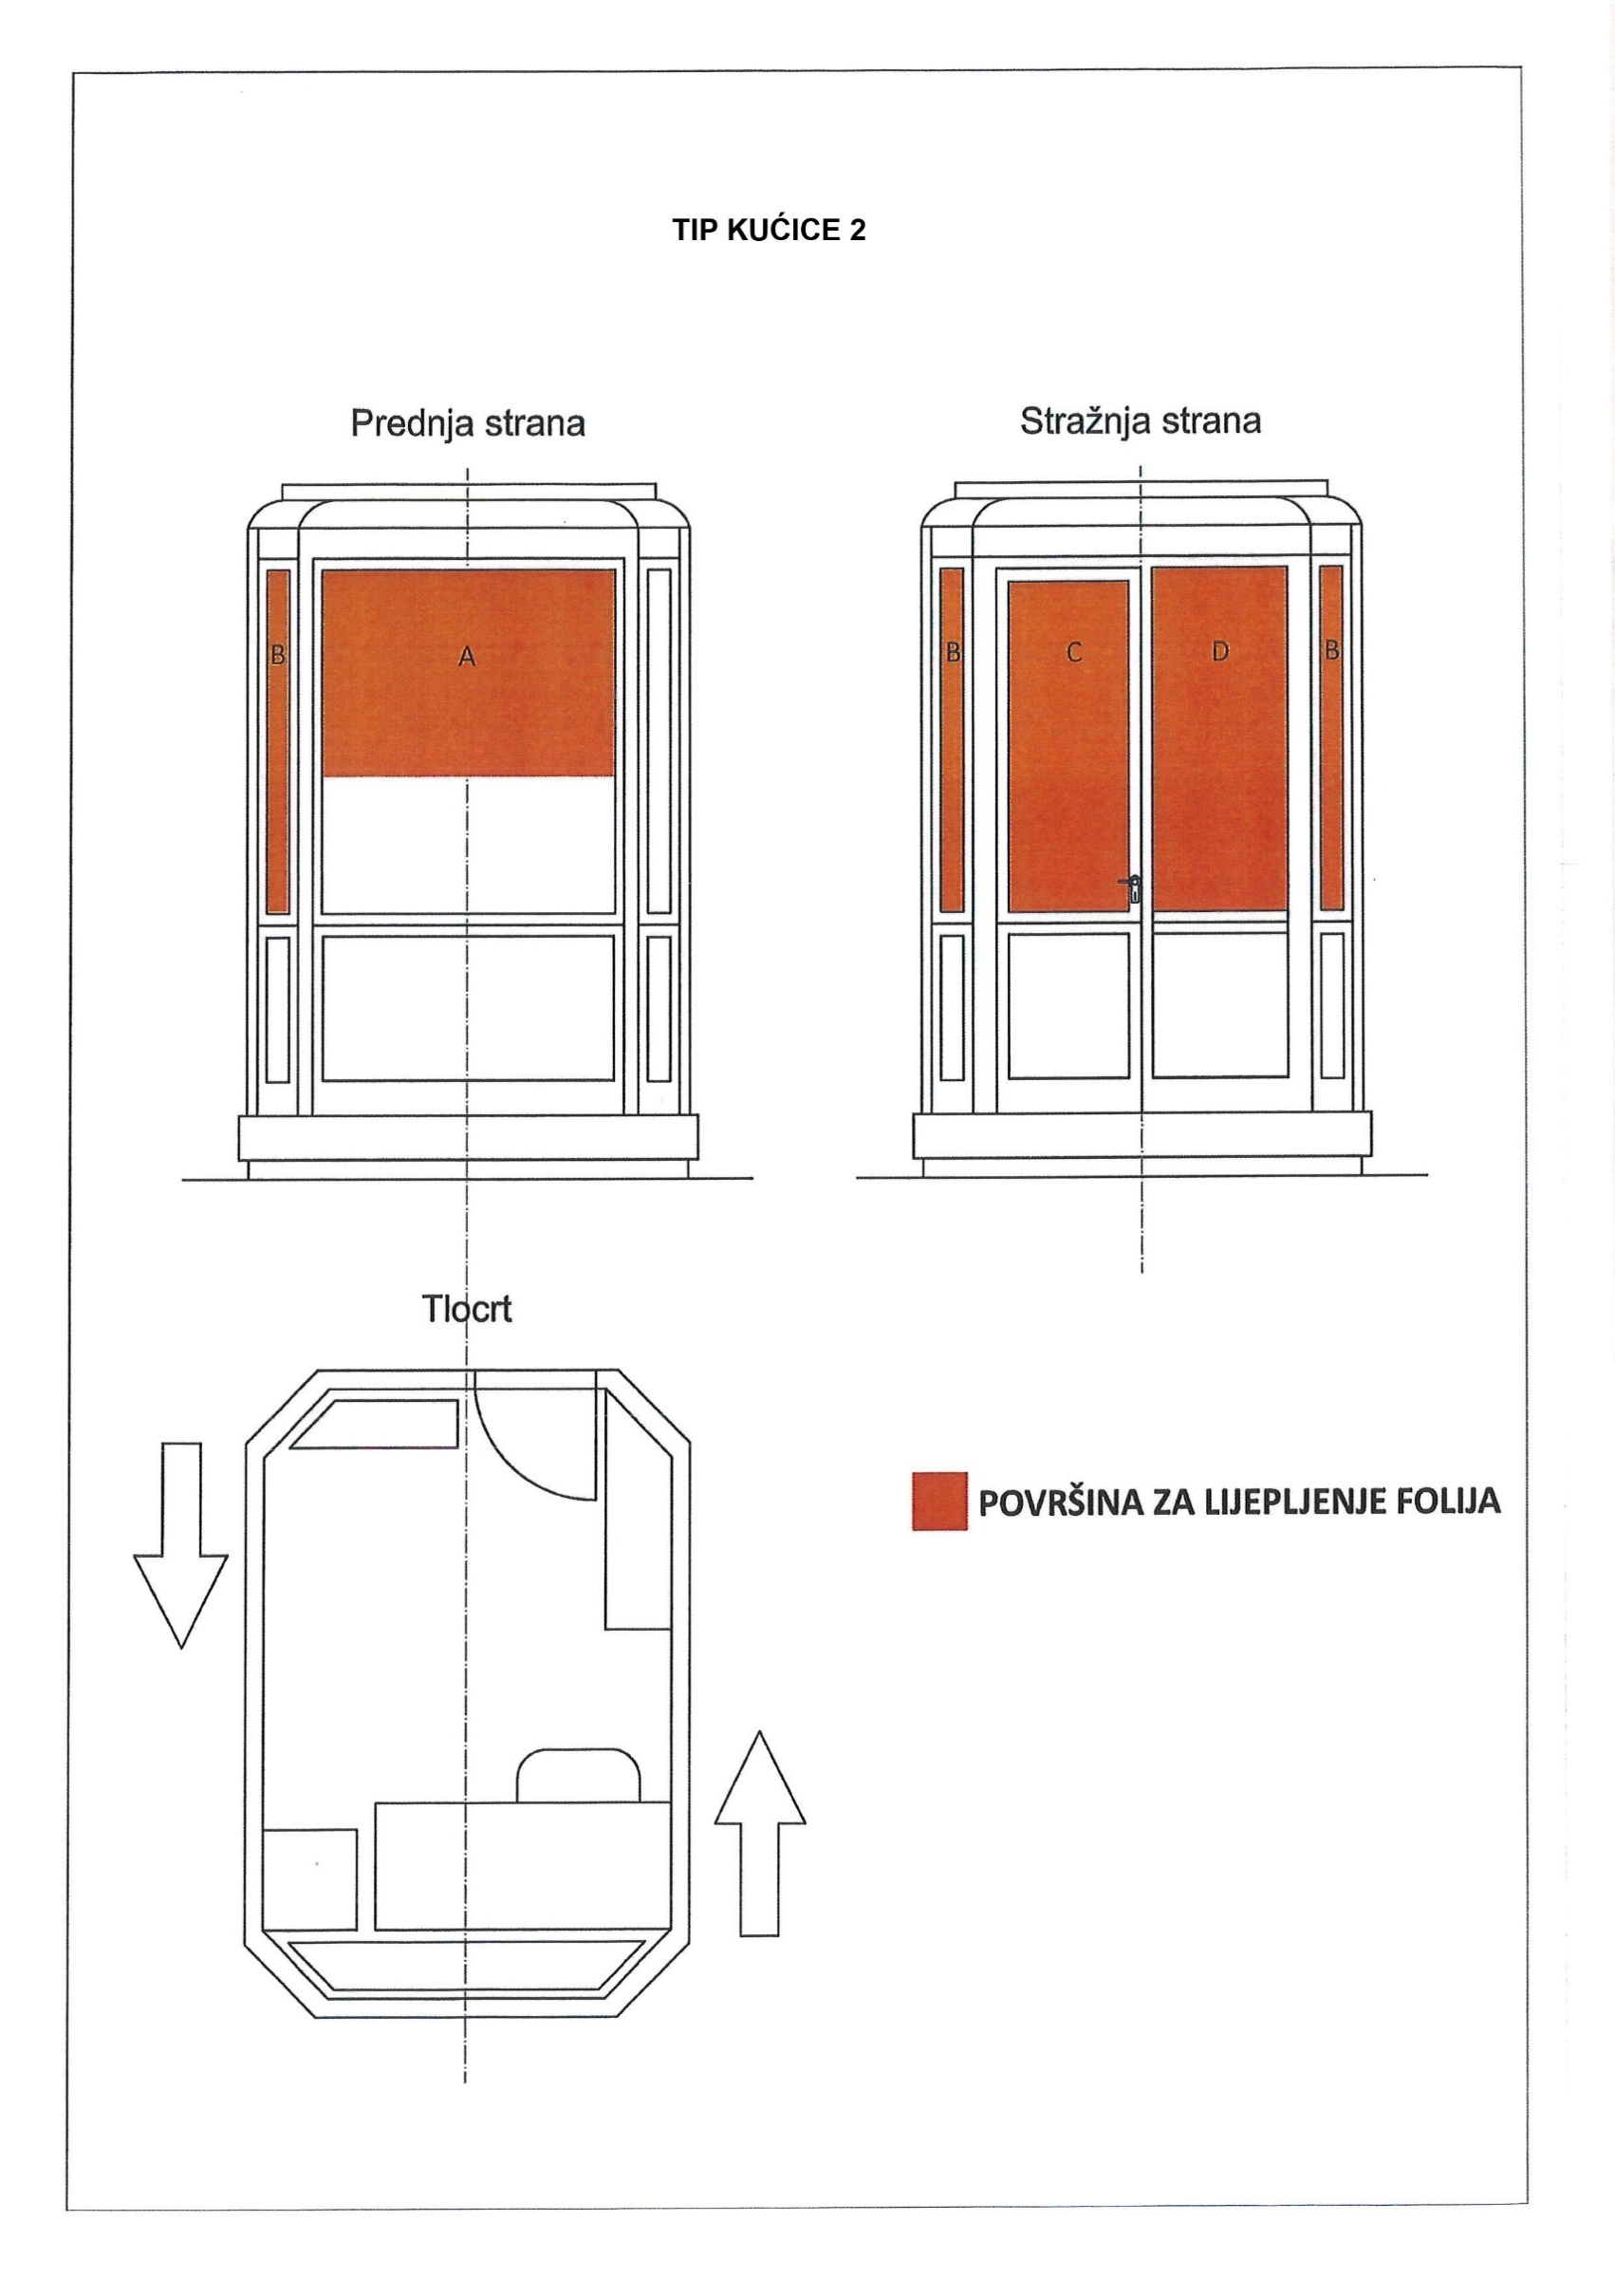 TIP KUĆICE 2
Prednja strana
Stražnja strana
B
A
B
C
D
B
Tlocrt
POVRŠINA ZA LIJEPLJENJE FOLIJA